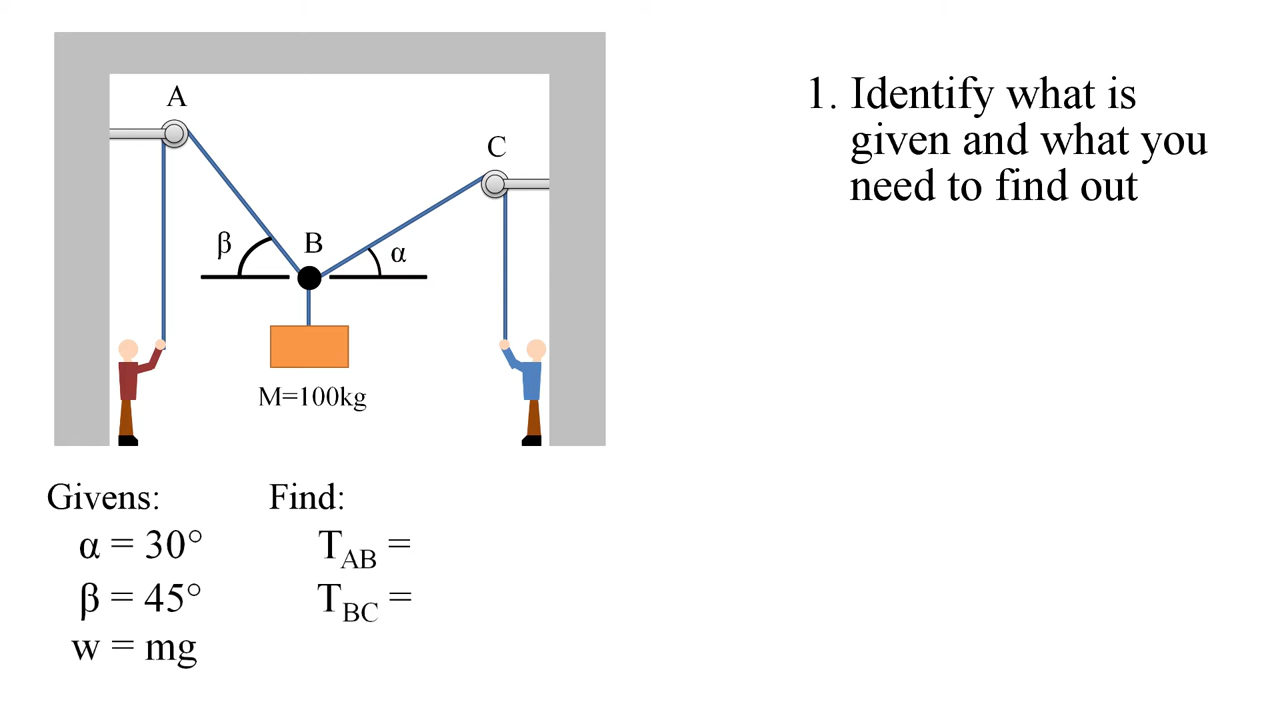 1. Identify what is
given and what you
need to find out
A
C
β
B
α
M=100kg
Givens:
Find:
α = 30°
T_AB =
β = 45°
T_BC =
w = mg